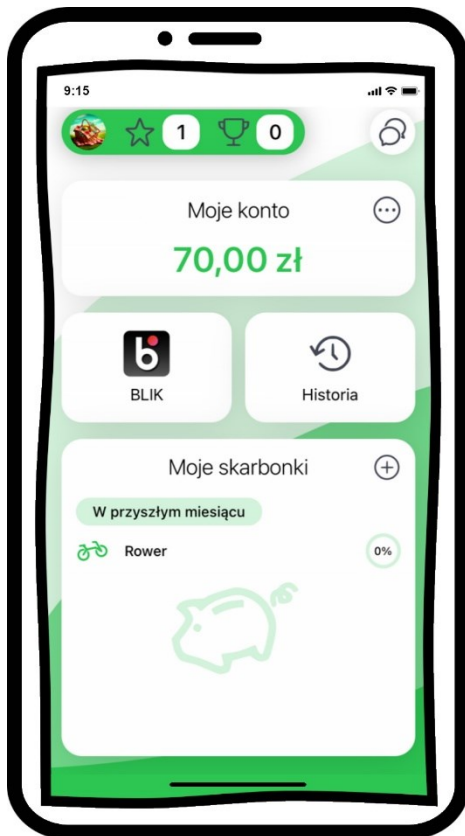 9:15
1 0
Moje konto
70,00 zł
BLIK Historia
Moje skarbonki
W przyszłym miesiącu
Rower 0%